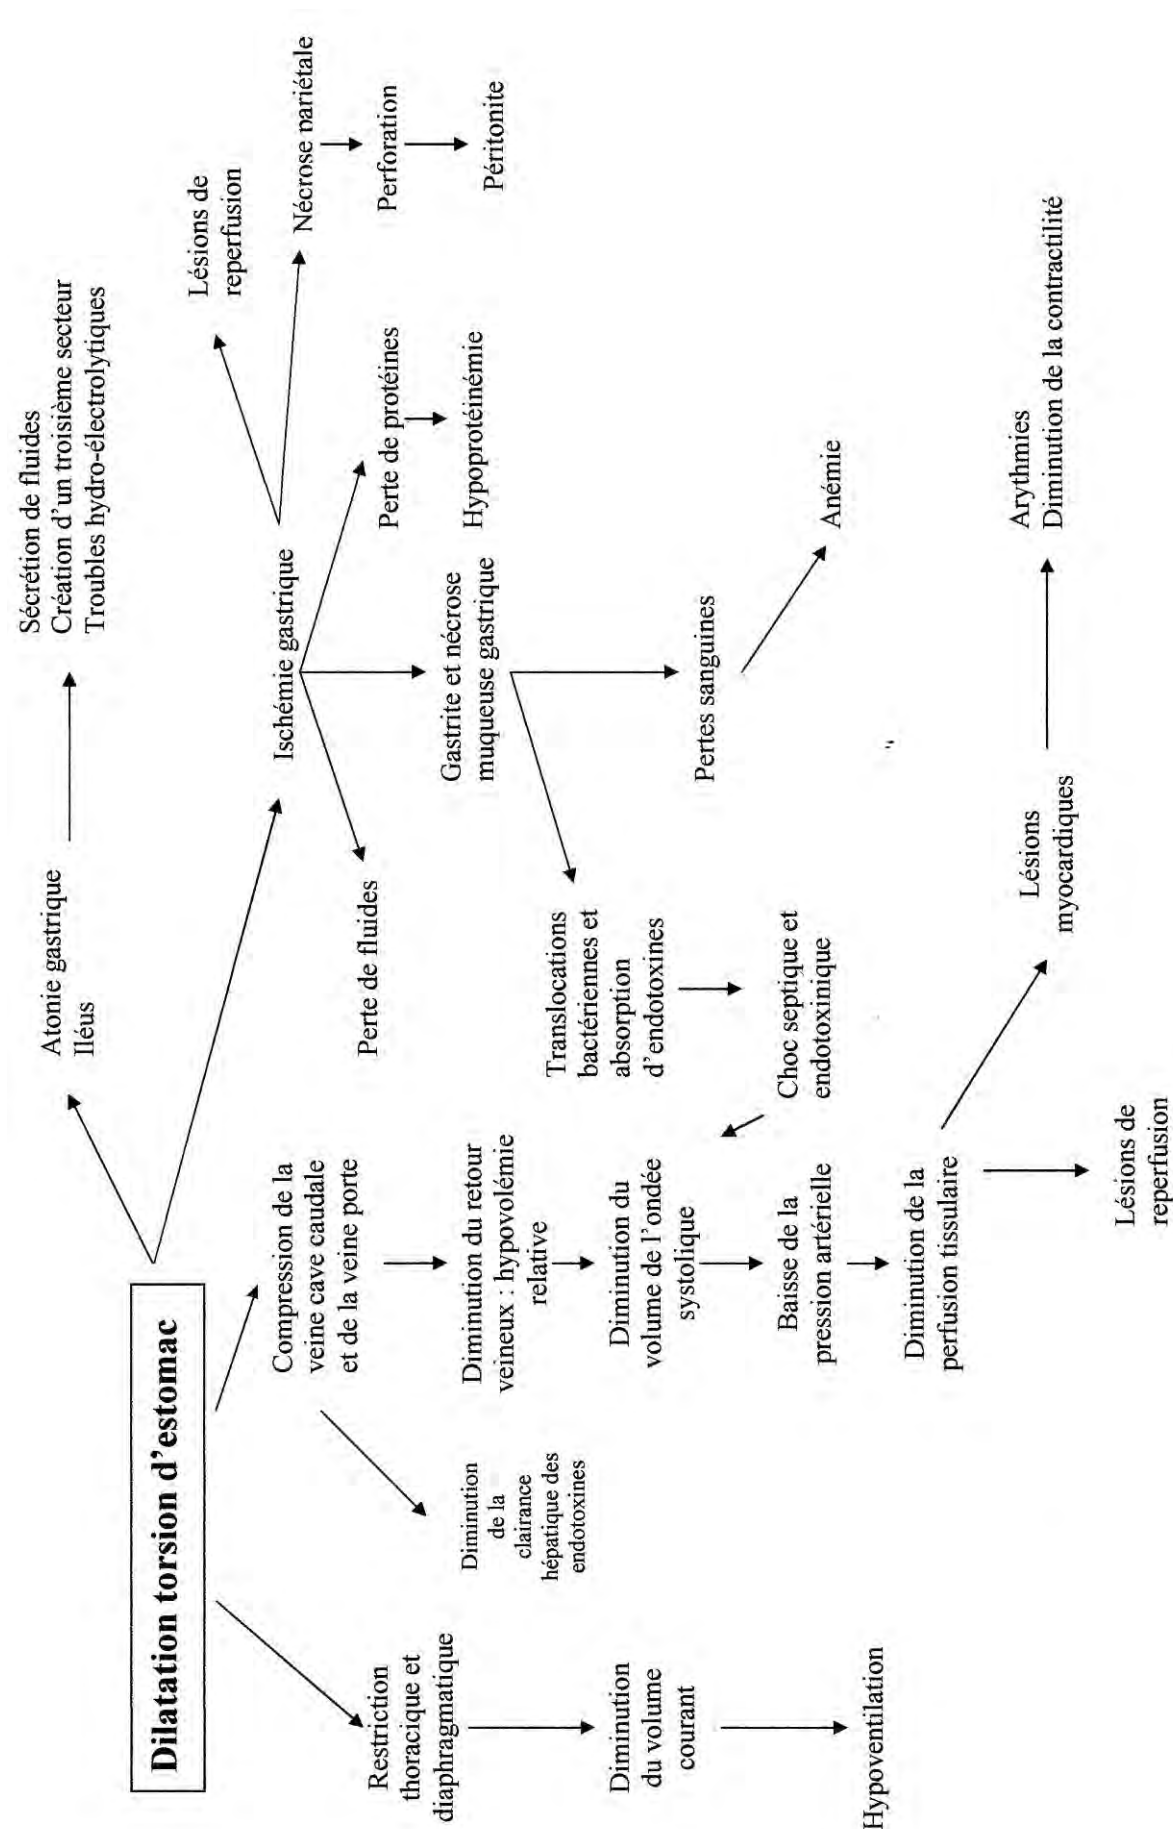 Dilatation torsion d'estomac
Atonie gastrique
Iléus
Sécrétion de fluides
Création d'un troisième secteur
Troubles hydro-électrolytiques
Restriction
thoracique et
diaphragmatique
Diminution
du volume
courant
Hypoventilation
Compression de la
veine cave caudale
et de la veine porte
Diminution
de la
clairance
hépatique des
endotoxines
Diminution du retour
veineux : hypovolémie
relative
Diminution du
volume de l'ondée
systolique
Baisse de la
pression artérielle
Diminution de la
perfusion tissulaire
Lésions de
reperfusion
Lésions
myocardiques
Arythmies
Diminution de la contractilité
Ischémie gastrique
Perte de fluides
Gastrite et nécrose
muqueuse gastrique
Translocations
bactériennes et
absorption
d'endotoxines
Choc septique et
endotoxinique
Pertes sanguines
Anémie
Perte de protéines
Hypoprotéinémie
Lésions de
reperfusion
Nécrose pariétale
Perforation
Péritonite